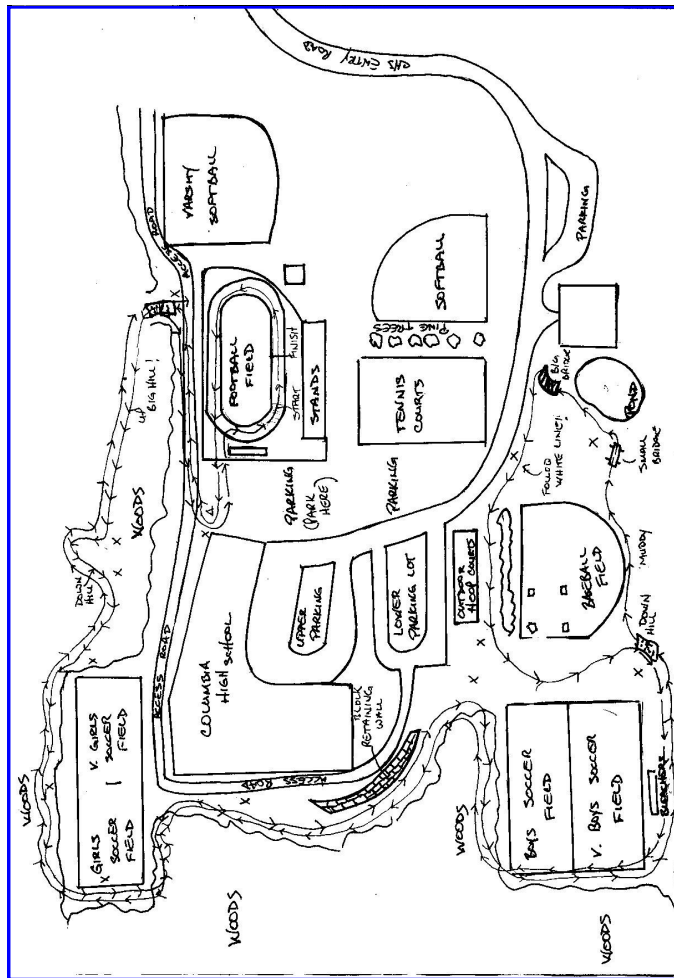 CHS ENTRY ROAD
VARSITY
SOFTBALL
ACCESS ROAD
PARKING
SOFTBALL
PINE TREES
UP
BIG HILL!
FOOTBALL
FIELD
START
FINISH
STANDS
TENNIS
COURTS
BIG
BRIDGE
POND
FOLLOW
WHITE LINE!!
SMALL
BRIDGE
WOODS
PARKING
(PARK
HERE)
PARKING
DOWN
HILL
ACCESS ROAD
COLUMBIA
HIGH SCHOOL
UPPER
PARKING
LOWER
PARKING LOT
OUTDOOR
HOOP COURTS
BASEBALL
FIELD
MUDDY
DOWN
HILL
BLOCK
RETAINING
WALL
ACCESS
ROAD
V. GIRLS
SOCCER
FIELD
GIRLS
SOCCER
FIELD
WOODS
BOYS SOCCER
FIELD
V. BOYS SOCCER
FIELD
BLEACHERS
WOODS
WOODS
WOODS